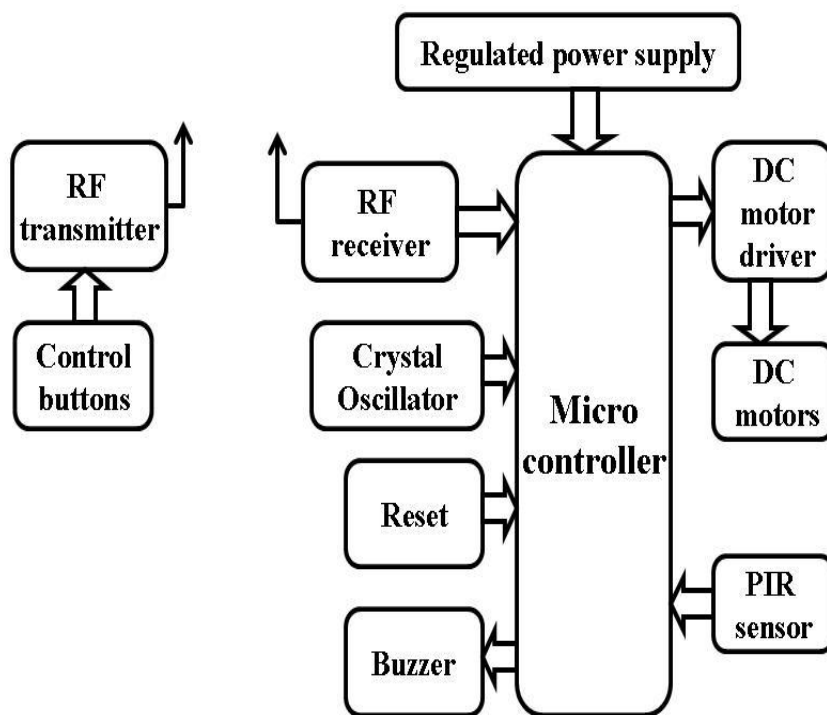 Regulated power supply
RF
transmitter
Control
buttons
RF
receiver
Crystal
Oscillator
Reset
Buzzer
Micro
controller
DC
motor
driver
DC
motors
PIR
sensor